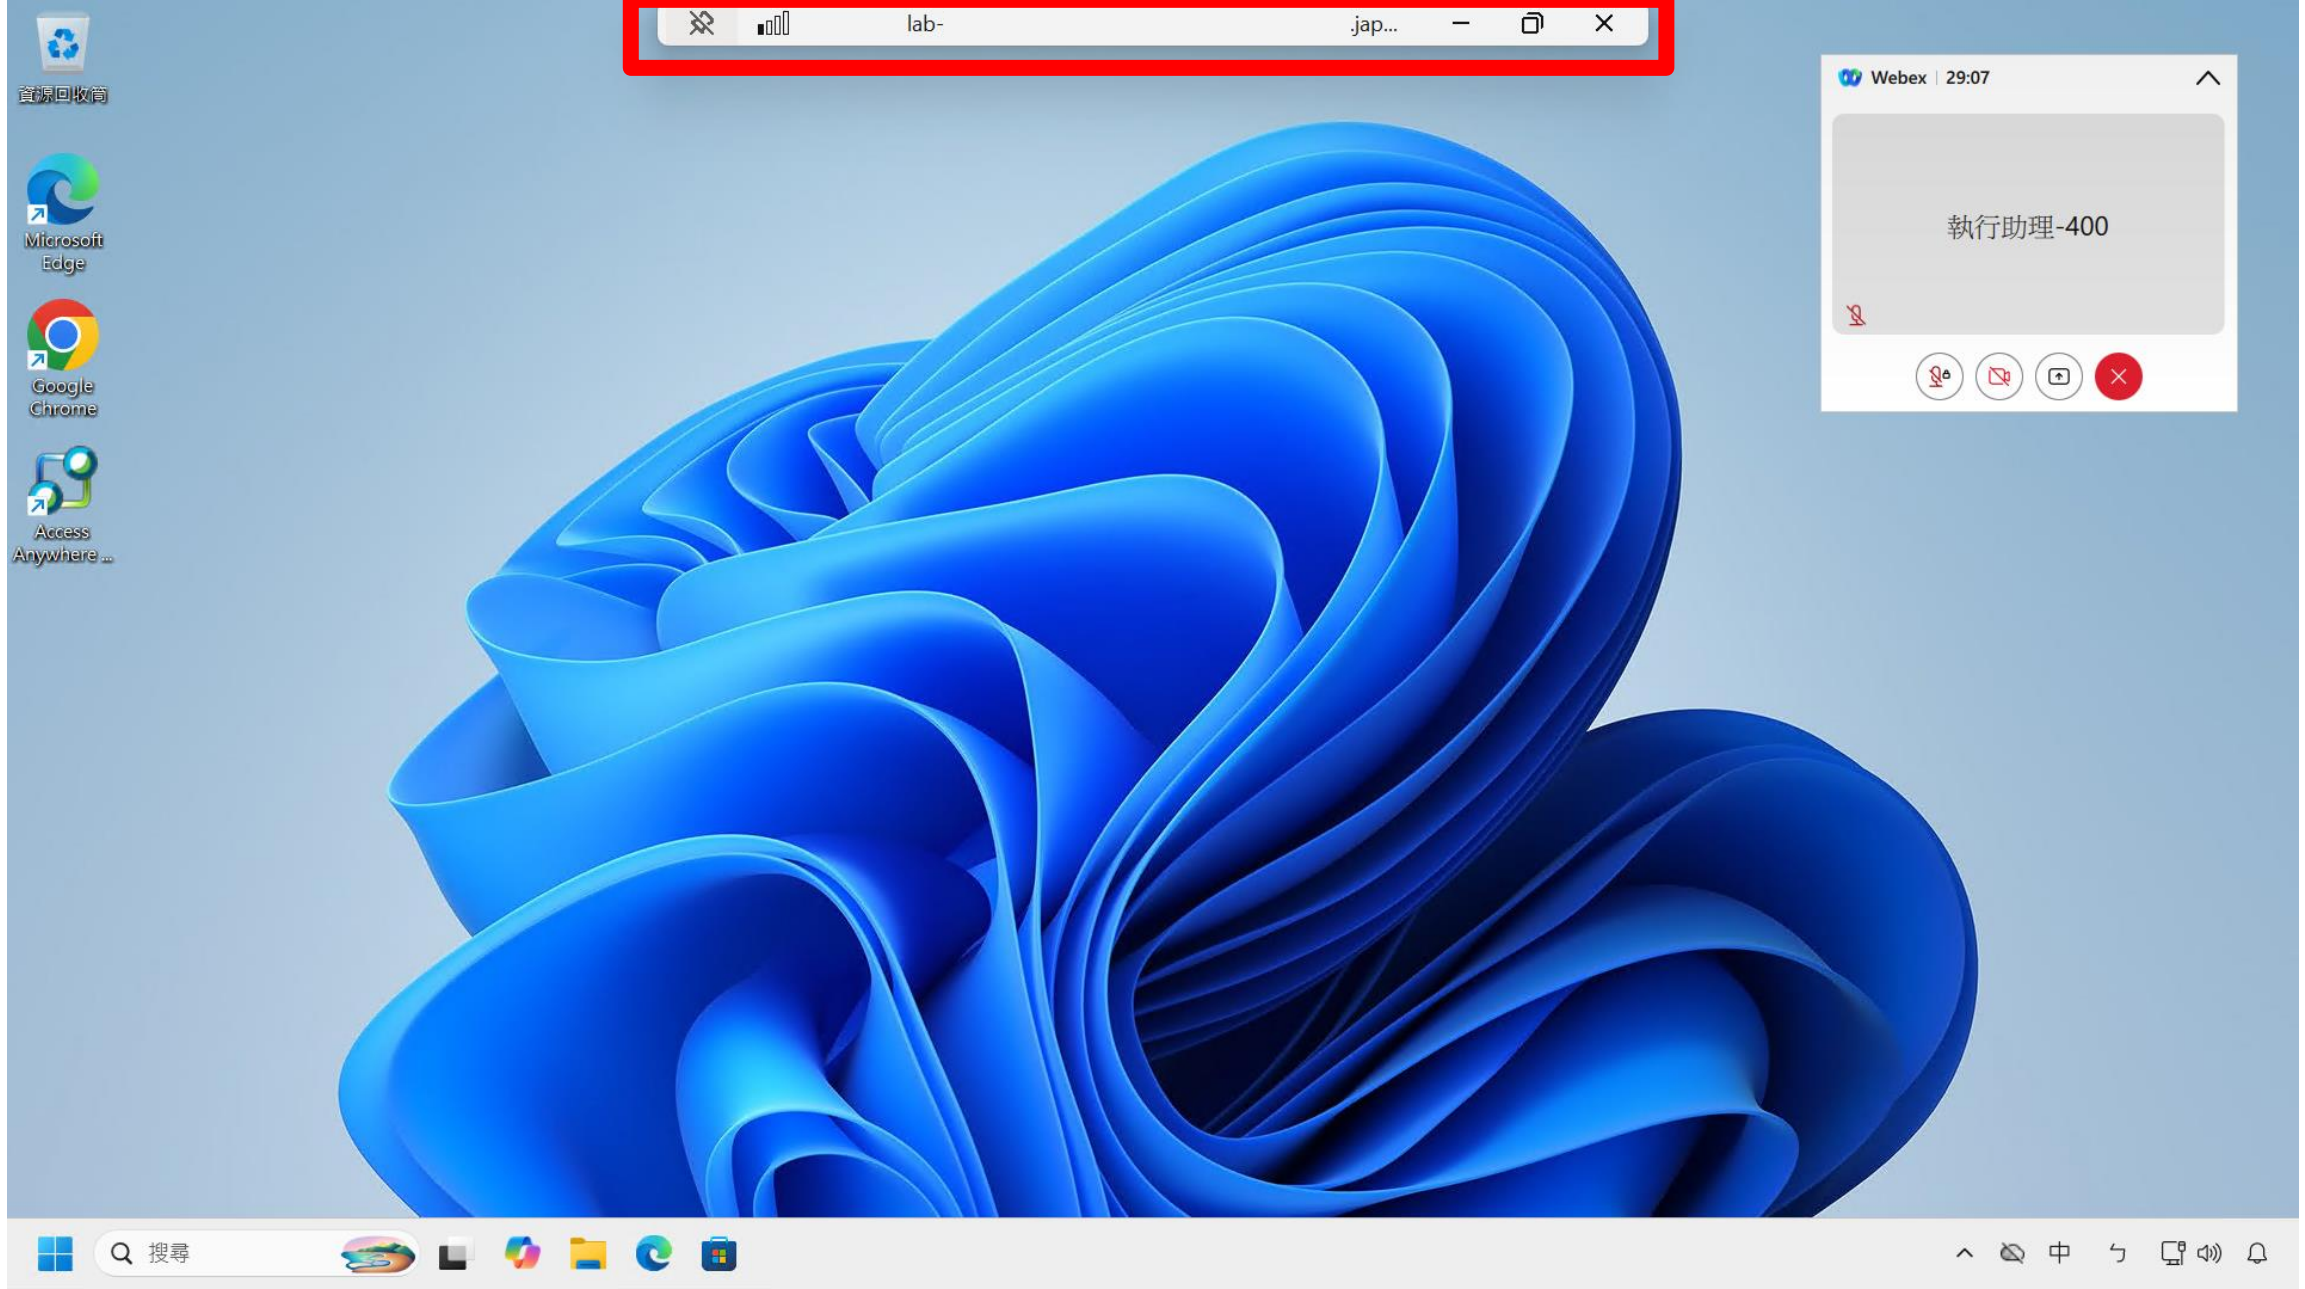 lab- .jap...
Webex 29:07
執行助理-400
資源回收筒
Microsoft
Edge
Google
Chrome
Access
Anywhere ...
搜尋
中
ㄣ